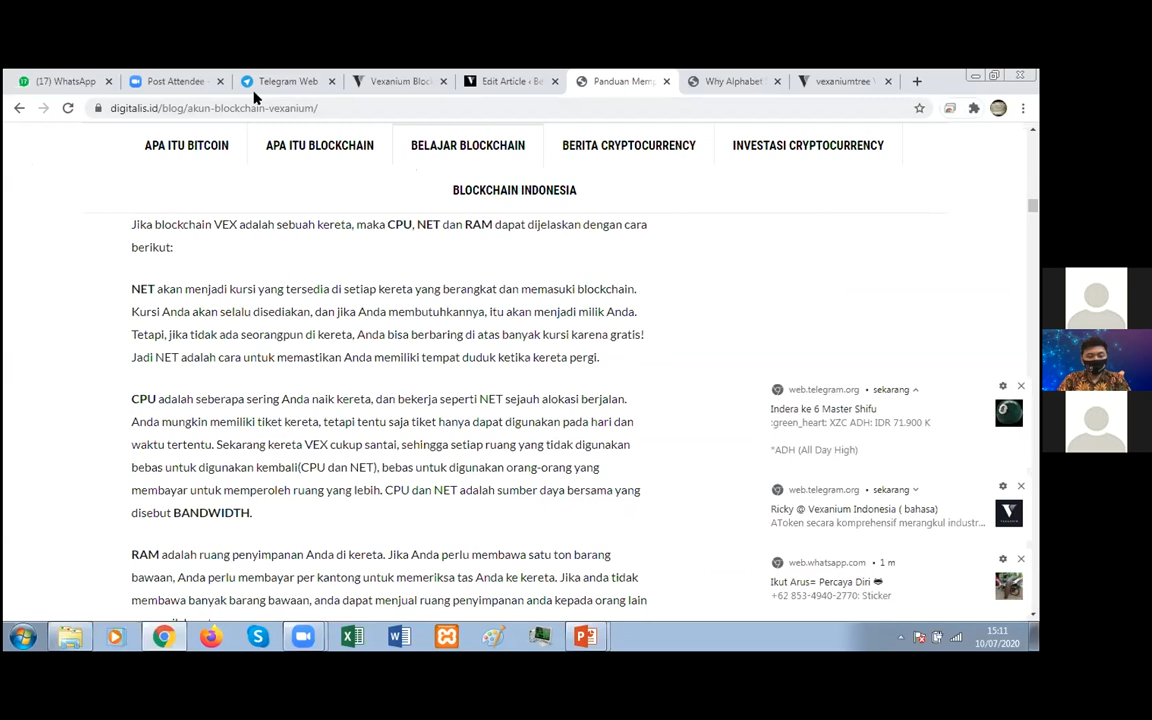 (17) WhatsApp
Post Attendee
Telegram Web
Vexanium Bloc
Edit Article ‹ Be
Panduan Memp
Why Alphabet S
vexaniumtree
digitalis.id/blog/akun-blockchain-vexanium/
APA ITU BITCOIN
APA ITU BLOCKCHAIN
BELAJAR BLOCKCHAIN
BERITA CRYPTOCURRENCY
INVESTASI CRYPTOCURRENCY
BLOCKCHAIN INDONESIA
Jika blockchain VEX adalah sebuah kereta, maka CPU, NET dan RAM dapat dijelaskan dengan cara
berikut:
NET akan menjadi kursi yang tersedia di setiap kereta yang berangkat dan memasuki blockchain.
Kursi Anda akan selalu disediakan, dan jika Anda membutuhkannya, itu akan menjadi milik Anda.
Tetapi, jika tidak ada seorangpun di kereta, Anda bisa berbaring di atas banyak kursi karena gratis!
Jadi NET adalah cara untuk memastikan Anda memiliki tempat duduk ketika kereta pergi.
CPU adalah seberapa sering Anda naik kereta, dan bekerja seperti NET sejauh alokasi berjalan.
Anda mungkin memiliki tiket kereta, tetapi tentu saja tiket hanya dapat digunakan pada hari dan
waktu tertentu. Sekarang kereta VEX cukup santai, sehingga setiap ruang yang tidak digunakan
bebas untuk digunakan kembali(CPU dan NET), bebas untuk digunakan orang-orang yang
membayar untuk memperoleh ruang yang lebih. CPU dan NET adalah sumber daya bersama yang
disebut BANDWIDTH.
RAM adalah ruang penyimpanan Anda di kereta. Jika Anda perlu membawa satu ton barang
bawaan, Anda perlu membayar per kantong untuk memeriksa tas Anda ke kereta. Jika anda tidak
membawa banyak barang bawaan, anda dapat menjual ruang penyimpanan anda kepada orang lain
web.telegram.org • sekarang
Indera ke 6 Master Shifu
:green_heart: XZC ADH: IDR 71.900 K
*ADH (All Day High)
web.telegram.org • sekarang
Ricky @ Vexanium Indonesia ( bahasa)
AToken secara komprehensif merangkul industr...
web.whatsapp.com • 1 m
Ikut Arus= Percaya Diri
+62 853-4940-2770: Sticker
15:11
10/07/2020